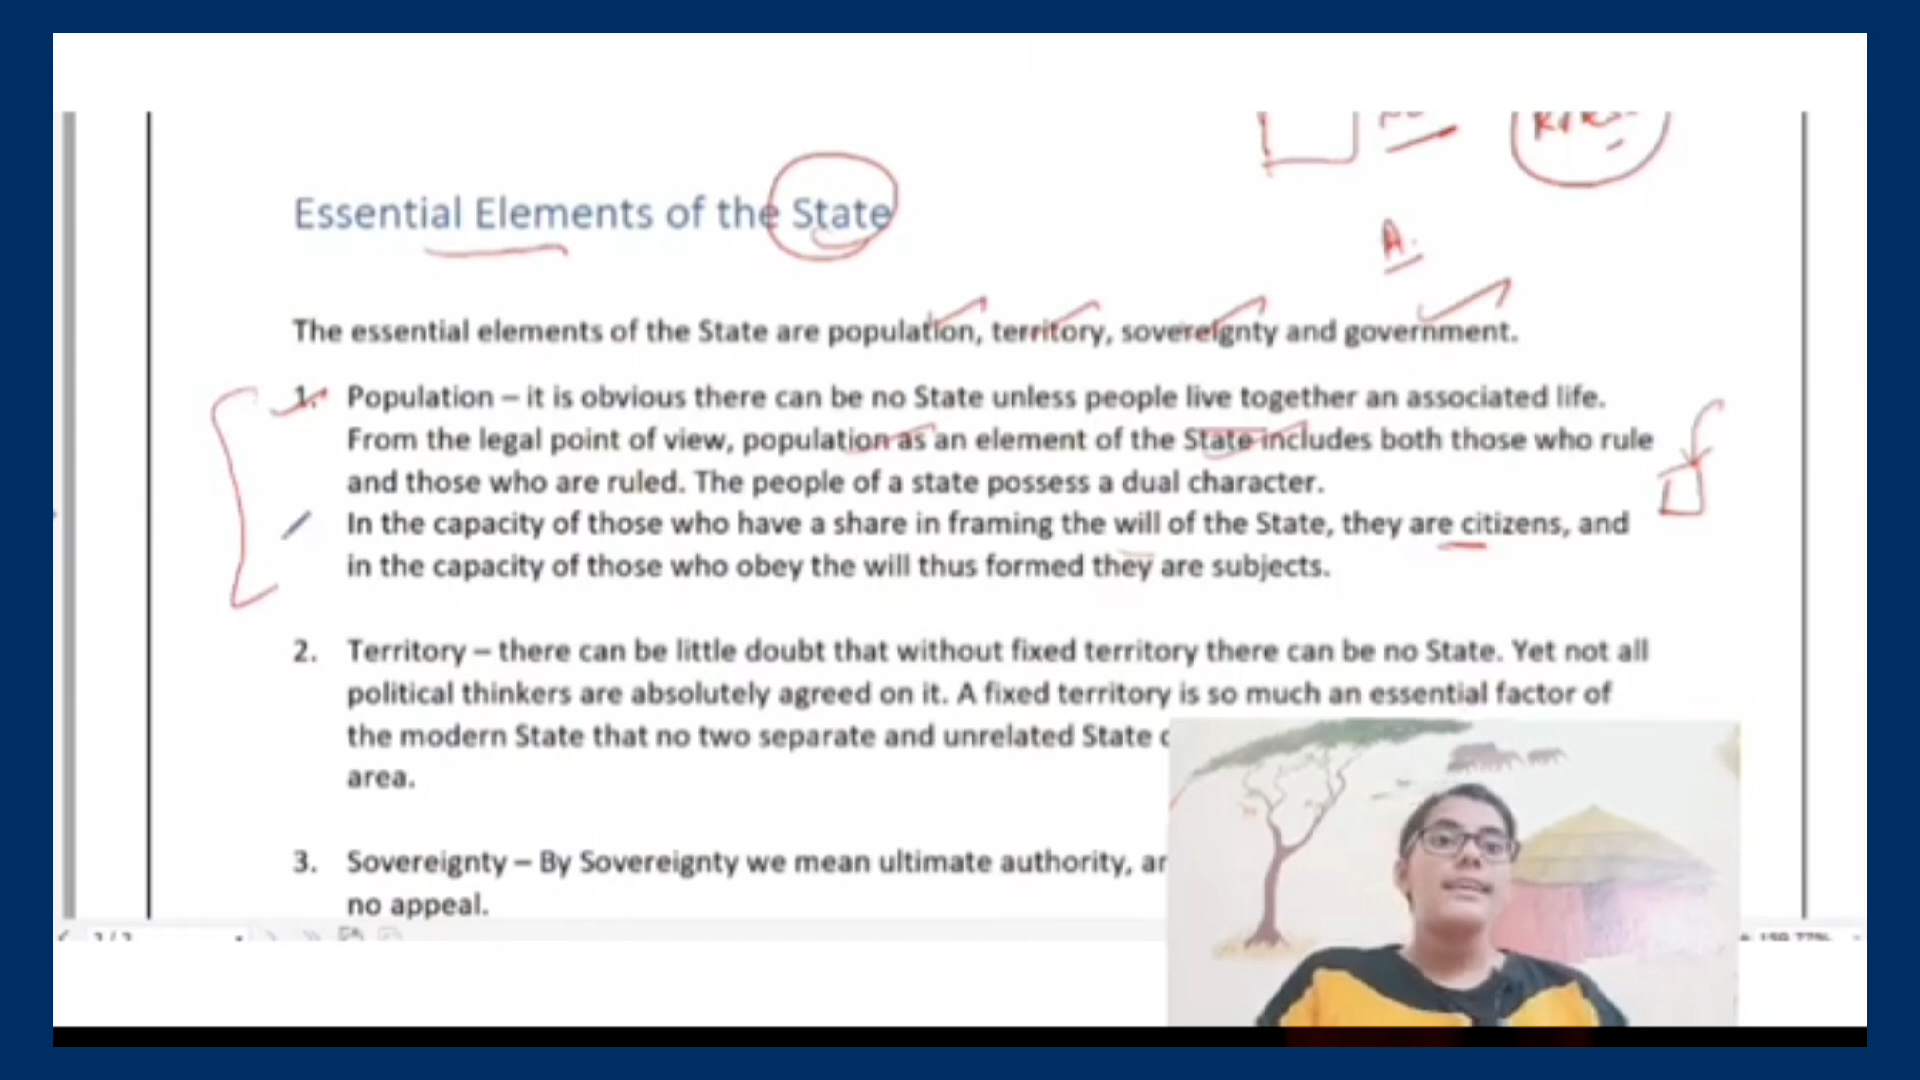 Essential Elements of the State
A.
The essential elements of the State are population, territory, sovereignty and government.
1. Population – it is obvious there can be no State unless people live together an associated life.
From the legal point of view, population as an element of the State includes both those who rule
and those who are ruled. The people of a state possess a dual character.
In the capacity of those who have a share in framing the will of the State, they are citizens, and
in the capacity of those who obey the will thus formed they are subjects.
2. Territory – there can be little doubt that without fixed territory there can be no State. Yet not all
political thinkers are absolutely agreed on it. A fixed territory is so much an essential factor of
the modern State that no two separate and unrelated State
area.
3. Sovereignty – By Sovereignty we mean ultimate authority,
no appeal.